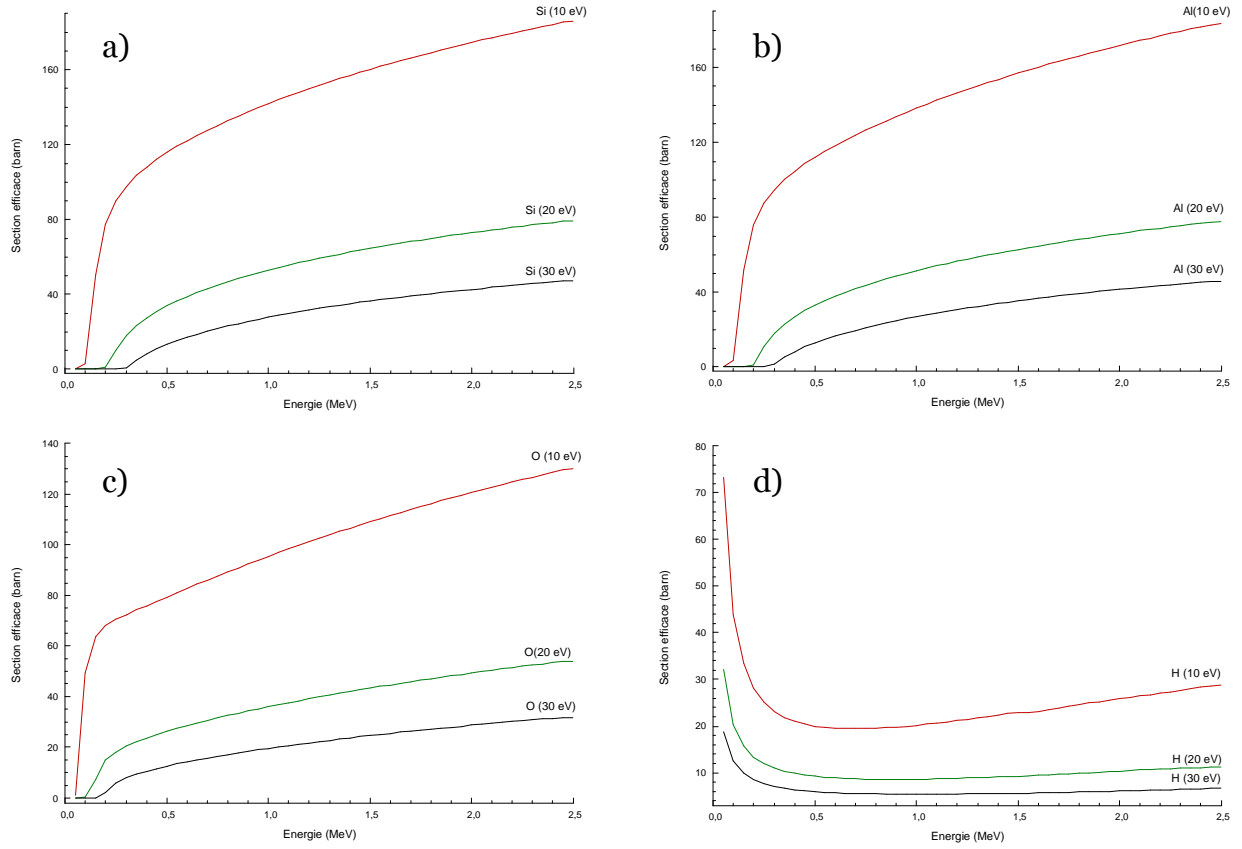 a)
Si (10 eV)
Si (20 eV)
Si (30 eV)
Section efficace (barn)
160
120
80
40
0
0,0
0,5
1,0
1,5
2,0
2,5
Energie (MeV)
b)
Al(10 eV)
Al (20 eV)
Al (30 eV)
Section efficace (barn)
160
120
80
40
0
0,0
0,5
1,0
1,5
2,0
2,5
Energie (MeV)
c)
O (10 eV)
O(20 eV)
O (30 eV)
Section efficace (barn)
140
120
100
80
60
40
20
0
0,0
0,5
1,0
1,5
2,0
2,5
Energie (MeV)
d)
H (10 eV)
H (20 eV)
H (30 eV)
Section efficace (barn)
80
70
60
50
40
30
20
10
0,0
0,5
1,0
1,5
2,0
2,5
Energie (MeV)